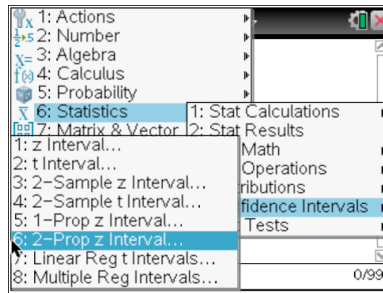 1: Actions
2: Number
3: Algebra
4: Calculus
5: Probability
6: Statistics
7: Matrix & Vector
1: Stat Calculations
2: Stat Results
Math
Operations
ributions
fidence Intervals
Tests
1: z Interval...
2: t Interval...
3: 2-Sample z Interval...
4: 2-Sample t Interval...
5: 1-Prop z Interval...
6: 2-Prop z Interval...
7: Linear Reg t Intervals...
8: Multiple Reg Intervals...
0/99